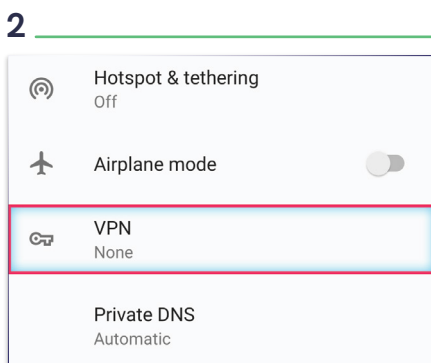 2
Hotspot & tethering
Off
Airplane mode
VPN
None
Private DNS
Automatic